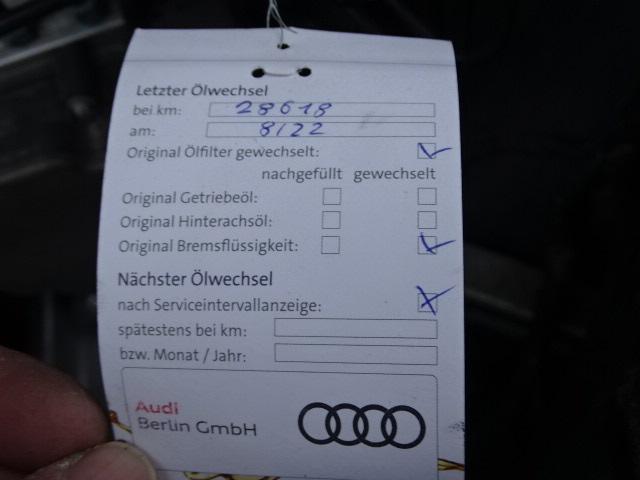 Letzter Ölwechsel
bei km: 28618
am: 8/22
Original Ölfilter gewechselt:
nachgefüllt gewechselt
Original Getriebeöl:
Original Hinterachsöl:
Original Bremsflüssigkeit:
Nächster Ölwechsel
nach Serviceintervallanzeige:
spätestens bei km:
bzw. Monat / Jahr:
Audi
Berlin GmbH